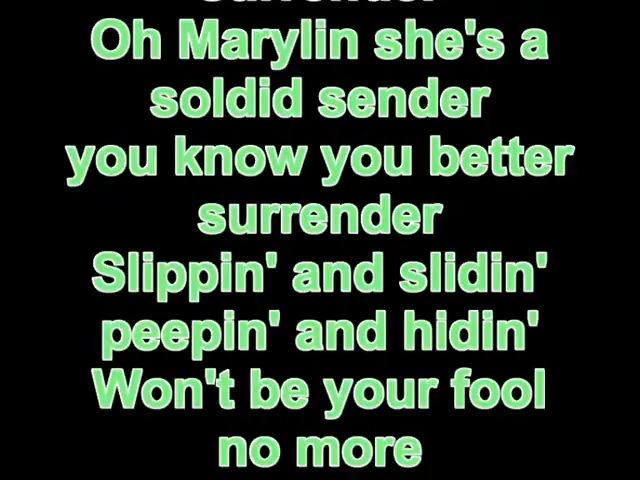 Oh Marylin she's a
soldid sender
you know you better
surrender
Slippin' and slidin'
peepin' and hidin'
Won't be your fool
no more